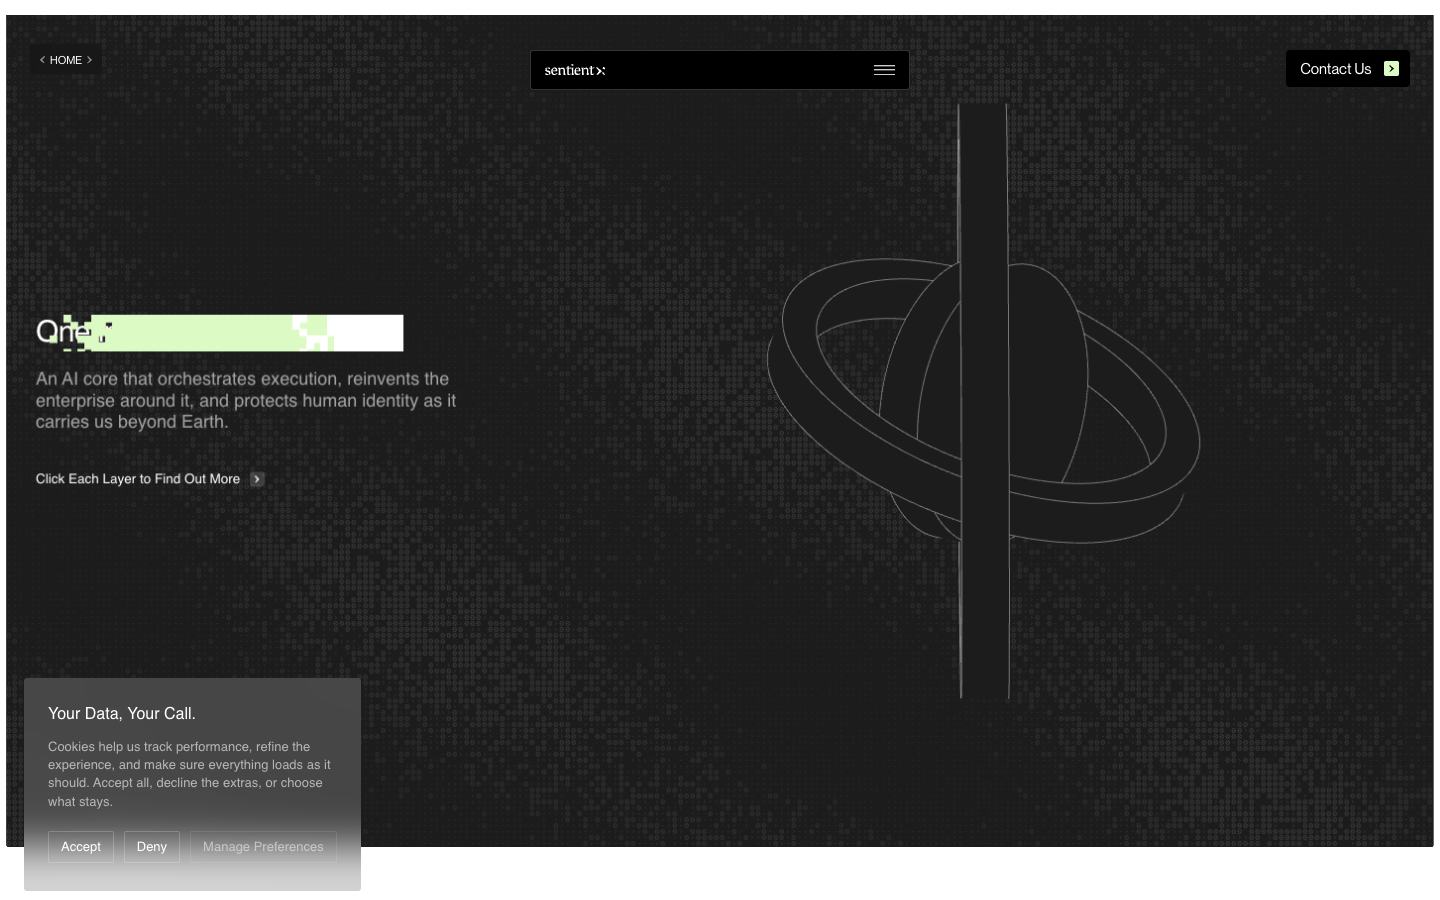 HOME
sentient
Contact Us
One
An AI core that orchestrates execution, reinvents the
enterprise around it, and protects human identity as it
carries us beyond Earth.
Click Each Layer to Find Out More
Your Data, Your Call.
Cookies help us track performance, refine the
experience, and make sure everything loads as it
should. Accept all, decline the extras, or choose
what stays.
Accept Deny Manage Preferences